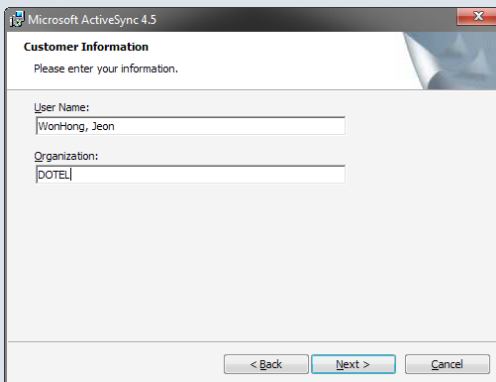 Microsoft ActiveSync 4.5
Customer Information
Please enter your information.
User Name:
WonHong, Jeon
Organization:
DOTEL
< Back
Next >
Cancel